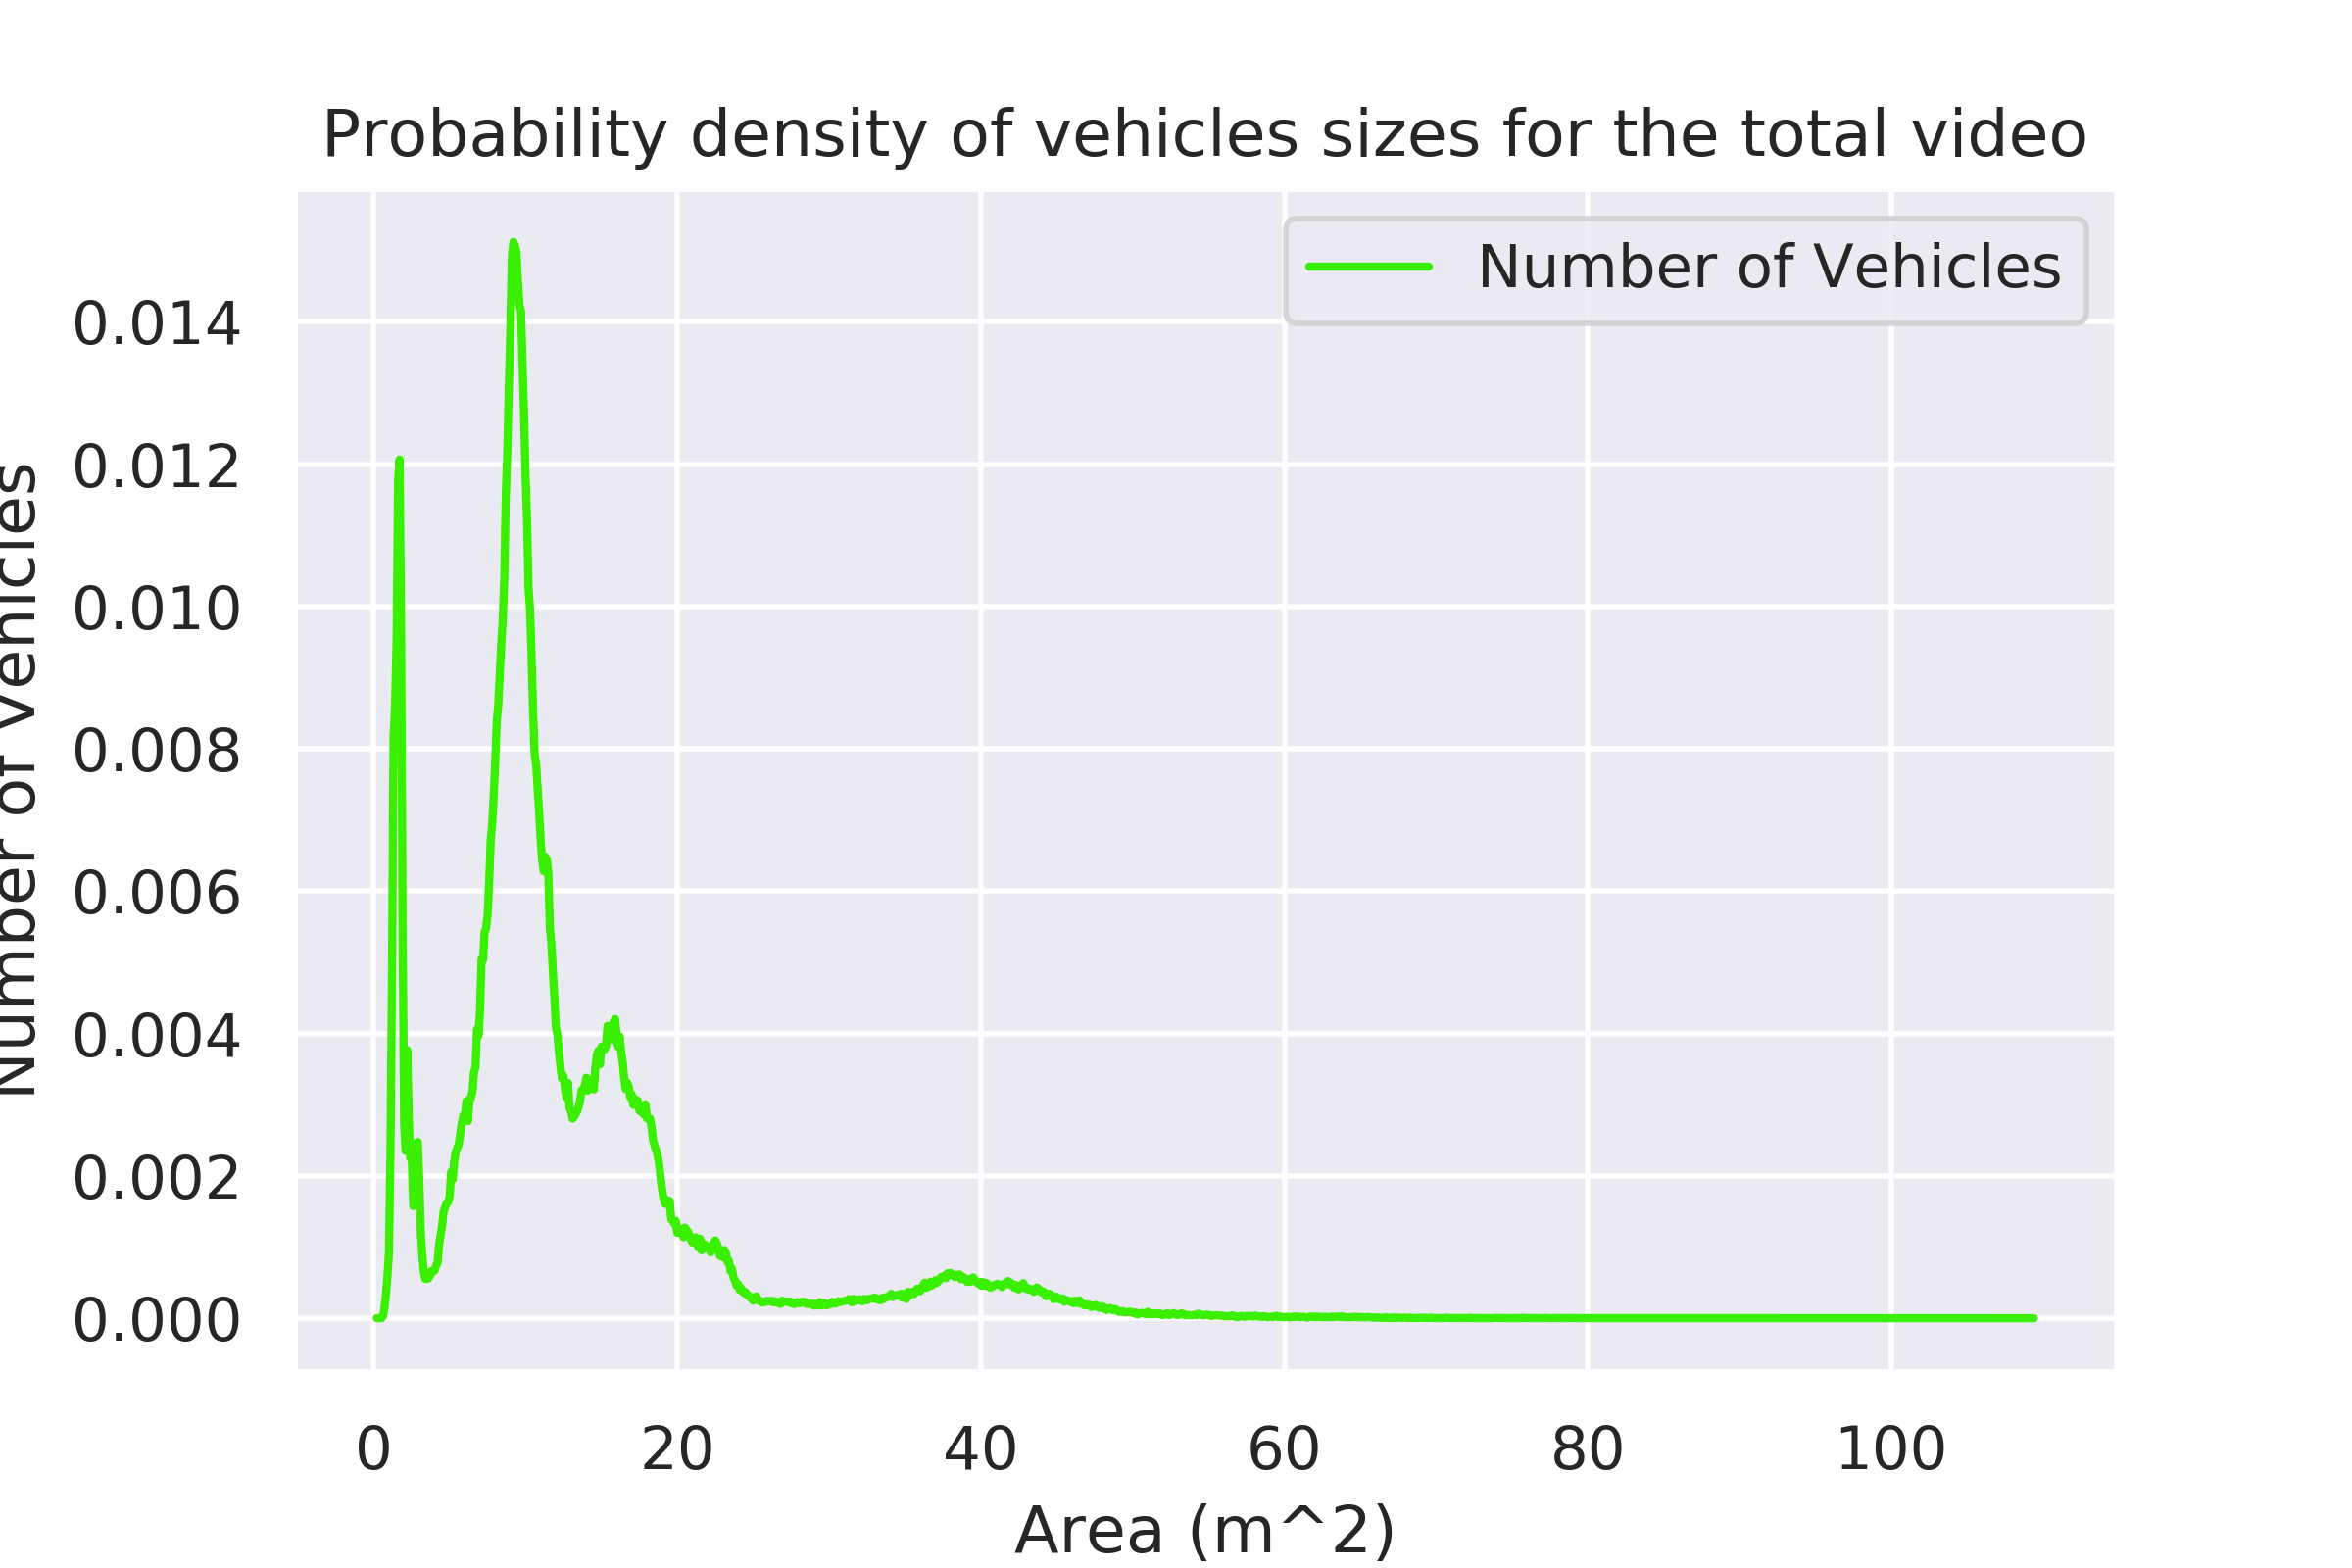 Probability density of vehicles sizes for the total video
Number of Vehicles
0.014
0.012
0.010
0.008
0.006
0.004
0.002
0.000
Number of Vehicles
0 20 40 60 80 100
Area (m^2)